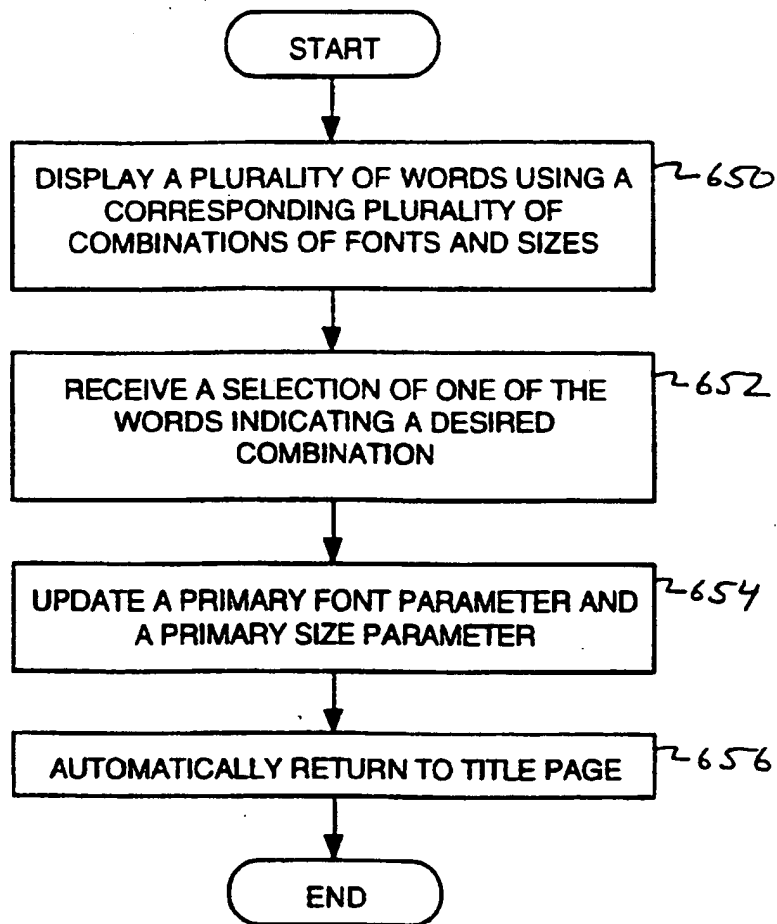 START
DISPLAY A PLURALITY OF WORDS USING A
CORRESPONDING PLURALITY OF
COMBINATIONS OF FONTS AND SIZES
650
RECEIVE A SELECTION OF ONE OF THE
WORDS INDICATING A DESIRED
COMBINATION
652
UPDATE A PRIMARY FONT PARAMETER AND
A PRIMARY SIZE PARAMETER
654
AUTOMATICALLY RETURN TO TITLE PAGE
656
END